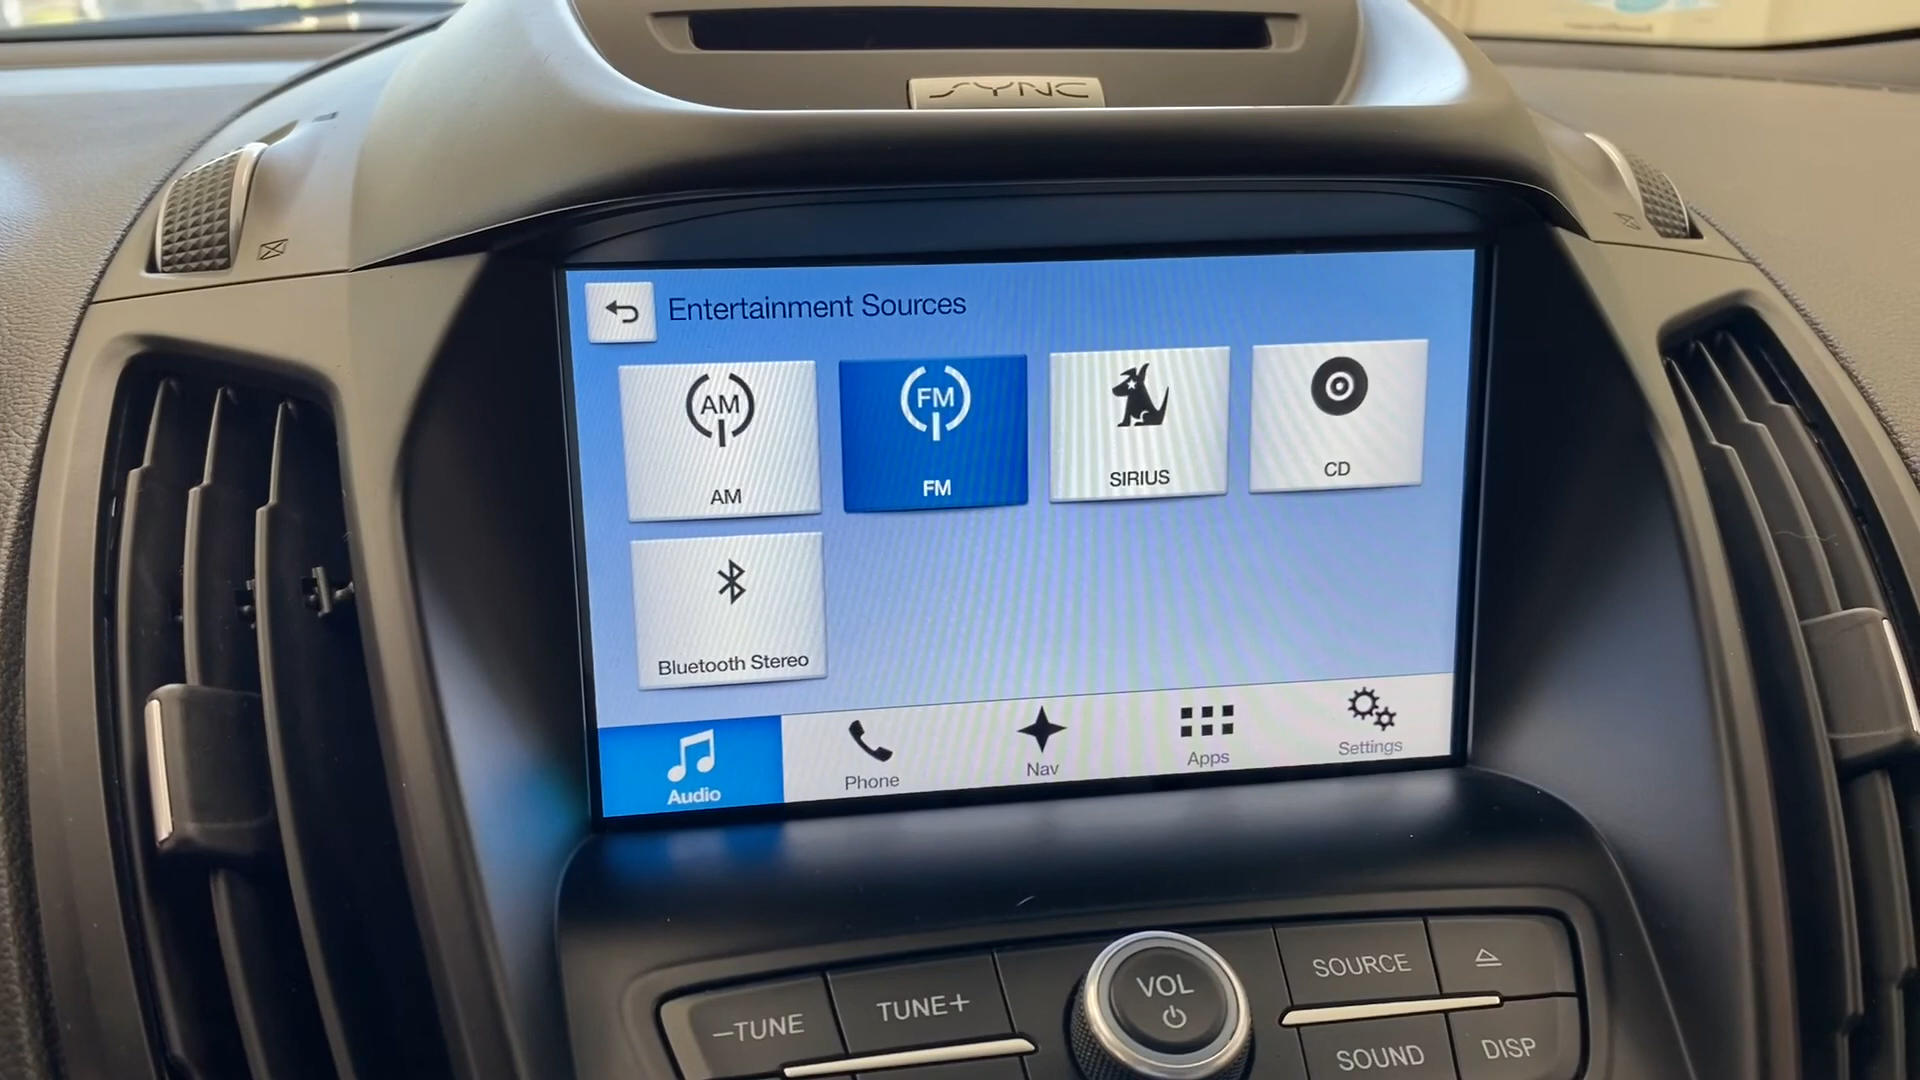 SYNC
Entertainment Sources
AM
FM
AM
FM
SIRIUS
CD
Bluetooth Stereo
Audio
Phone
Nav
Apps
Settings
–TUNE
TUNE+
VOL
SOURCE
SOUND
DISP